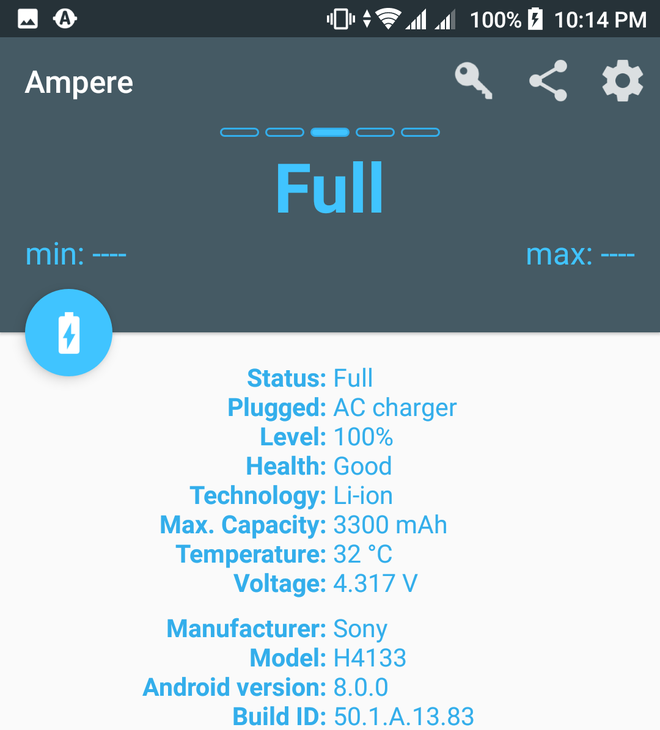 100% 10:14 PM
Ampere
Full
min: ----
max: ----
Status: Full
Plugged: AC charger
Level: 100%
Health: Good
Technology: Li-ion
Max. Capacity: 3300 mAh
Temperature: 32 °C
Voltage: 4.317 V
Manufacturer: Sony
Model: H4133
Android version: 8.0.0
Build ID: 50.1.A.13.83